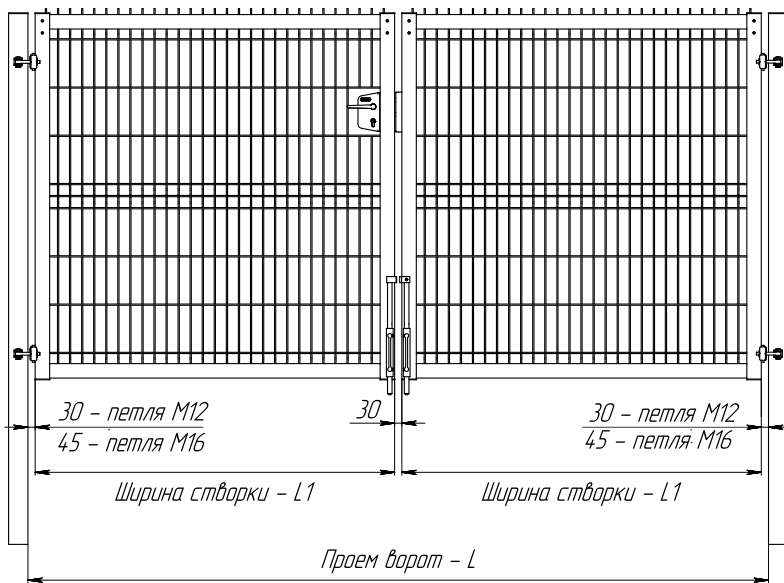 30 – петля М12
45 – петля М16
30
30 – петля М12
45 – петля М16
Ширина створки – L1
Ширина створки – L1
Проем ворот – L